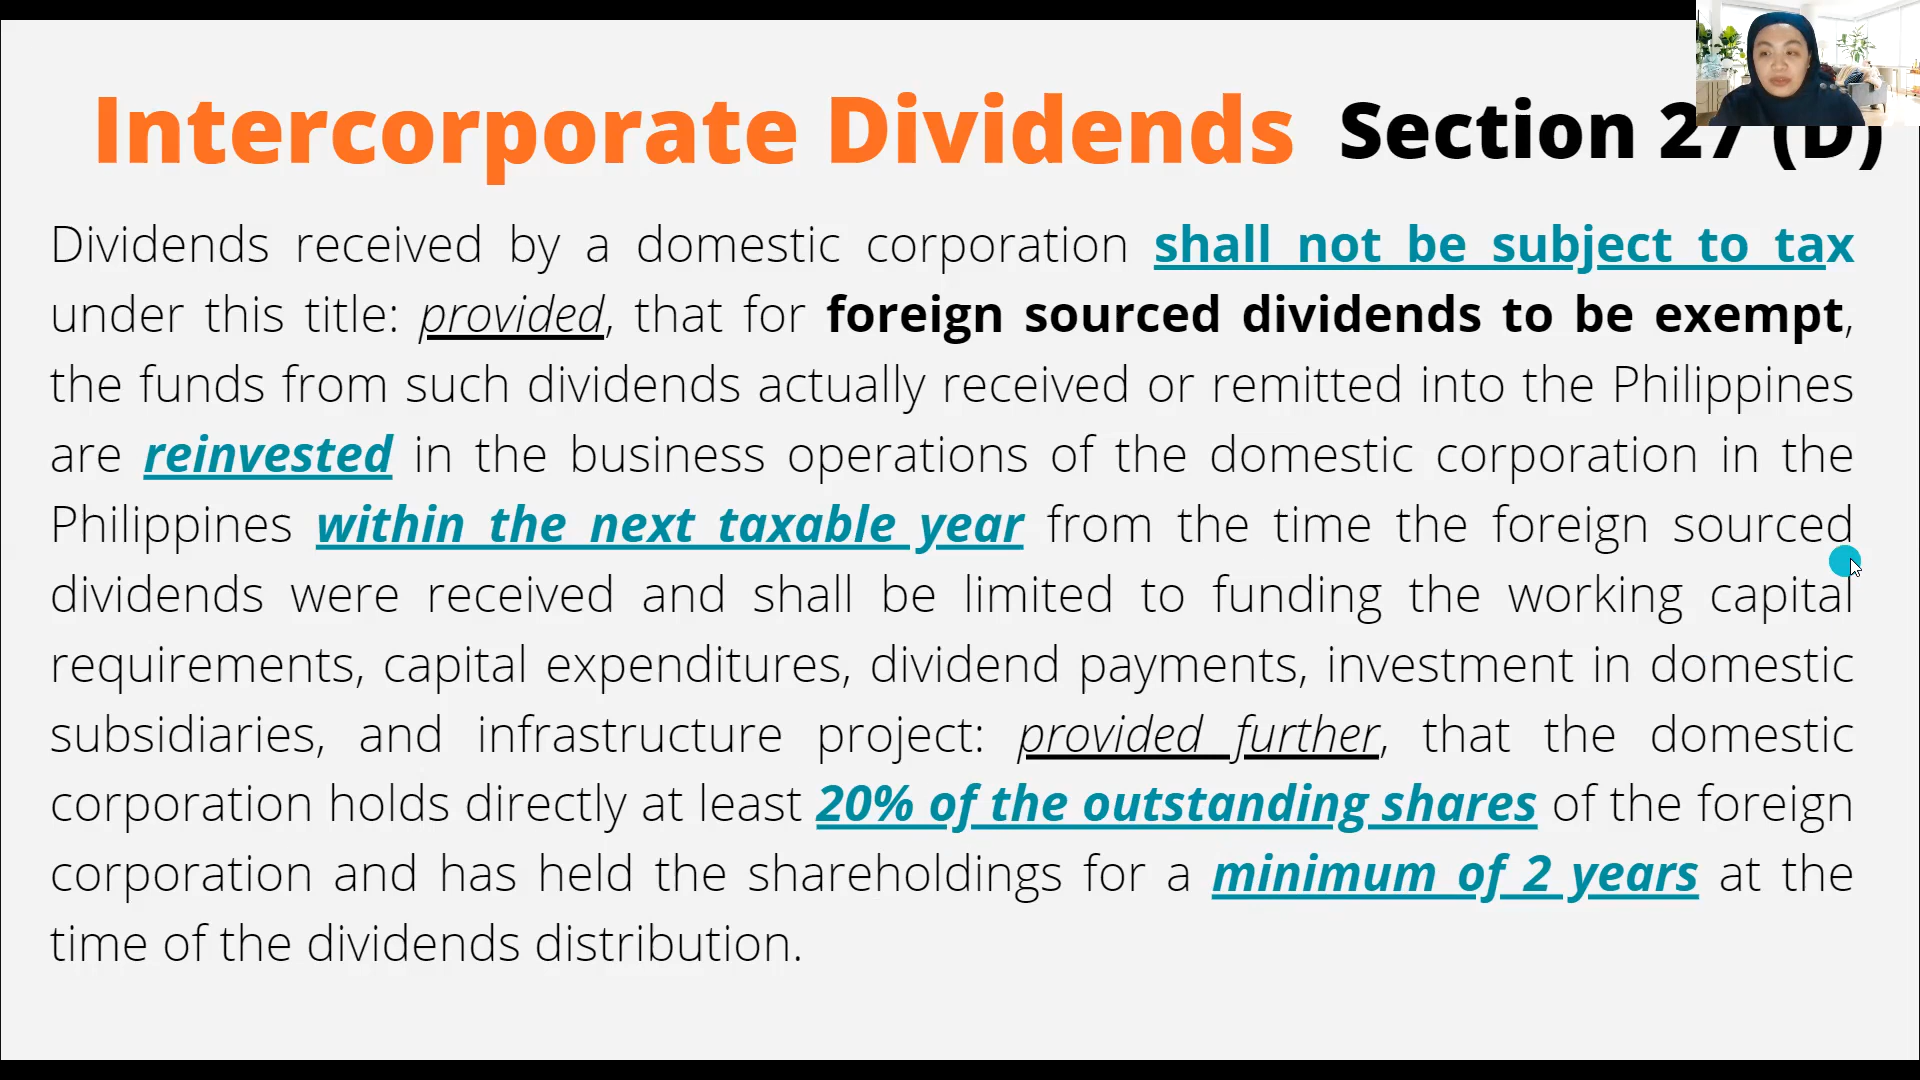 Intercorporate Dividends Section 27 (D)
Dividends received by a domestic corporation shall not be subject to tax
under this title: provided, that for foreign sourced dividends to be exempt,
the funds from such dividends actually received or remitted into the Philippines
are reinvested in the business operations of the domestic corporation in the
Philippines within the next taxable year from the time the foreign sourced
dividends were received and shall be limited to funding the working capital
requirements, capital expenditures, dividend payments, investment in domestic
subsidiaries, and infrastructure project: provided further, that the domestic
corporation holds directly at least 20% of the outstanding shares of the foreign
corporation and has held the shareholdings for a minimum of 2 years at the
time of the dividends distribution.